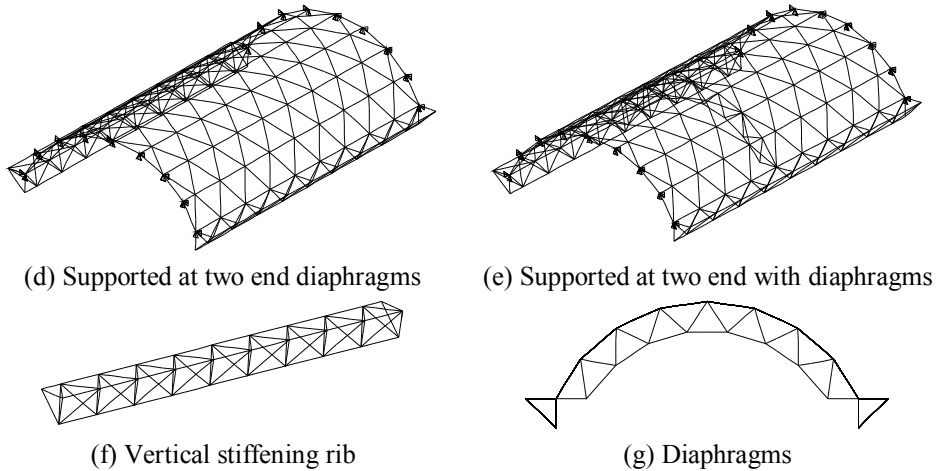 (d) Supported at two end diaphragms
(e) Supported at two end with diaphragms
(f) Vertical stiffening rib
(g) Diaphragms